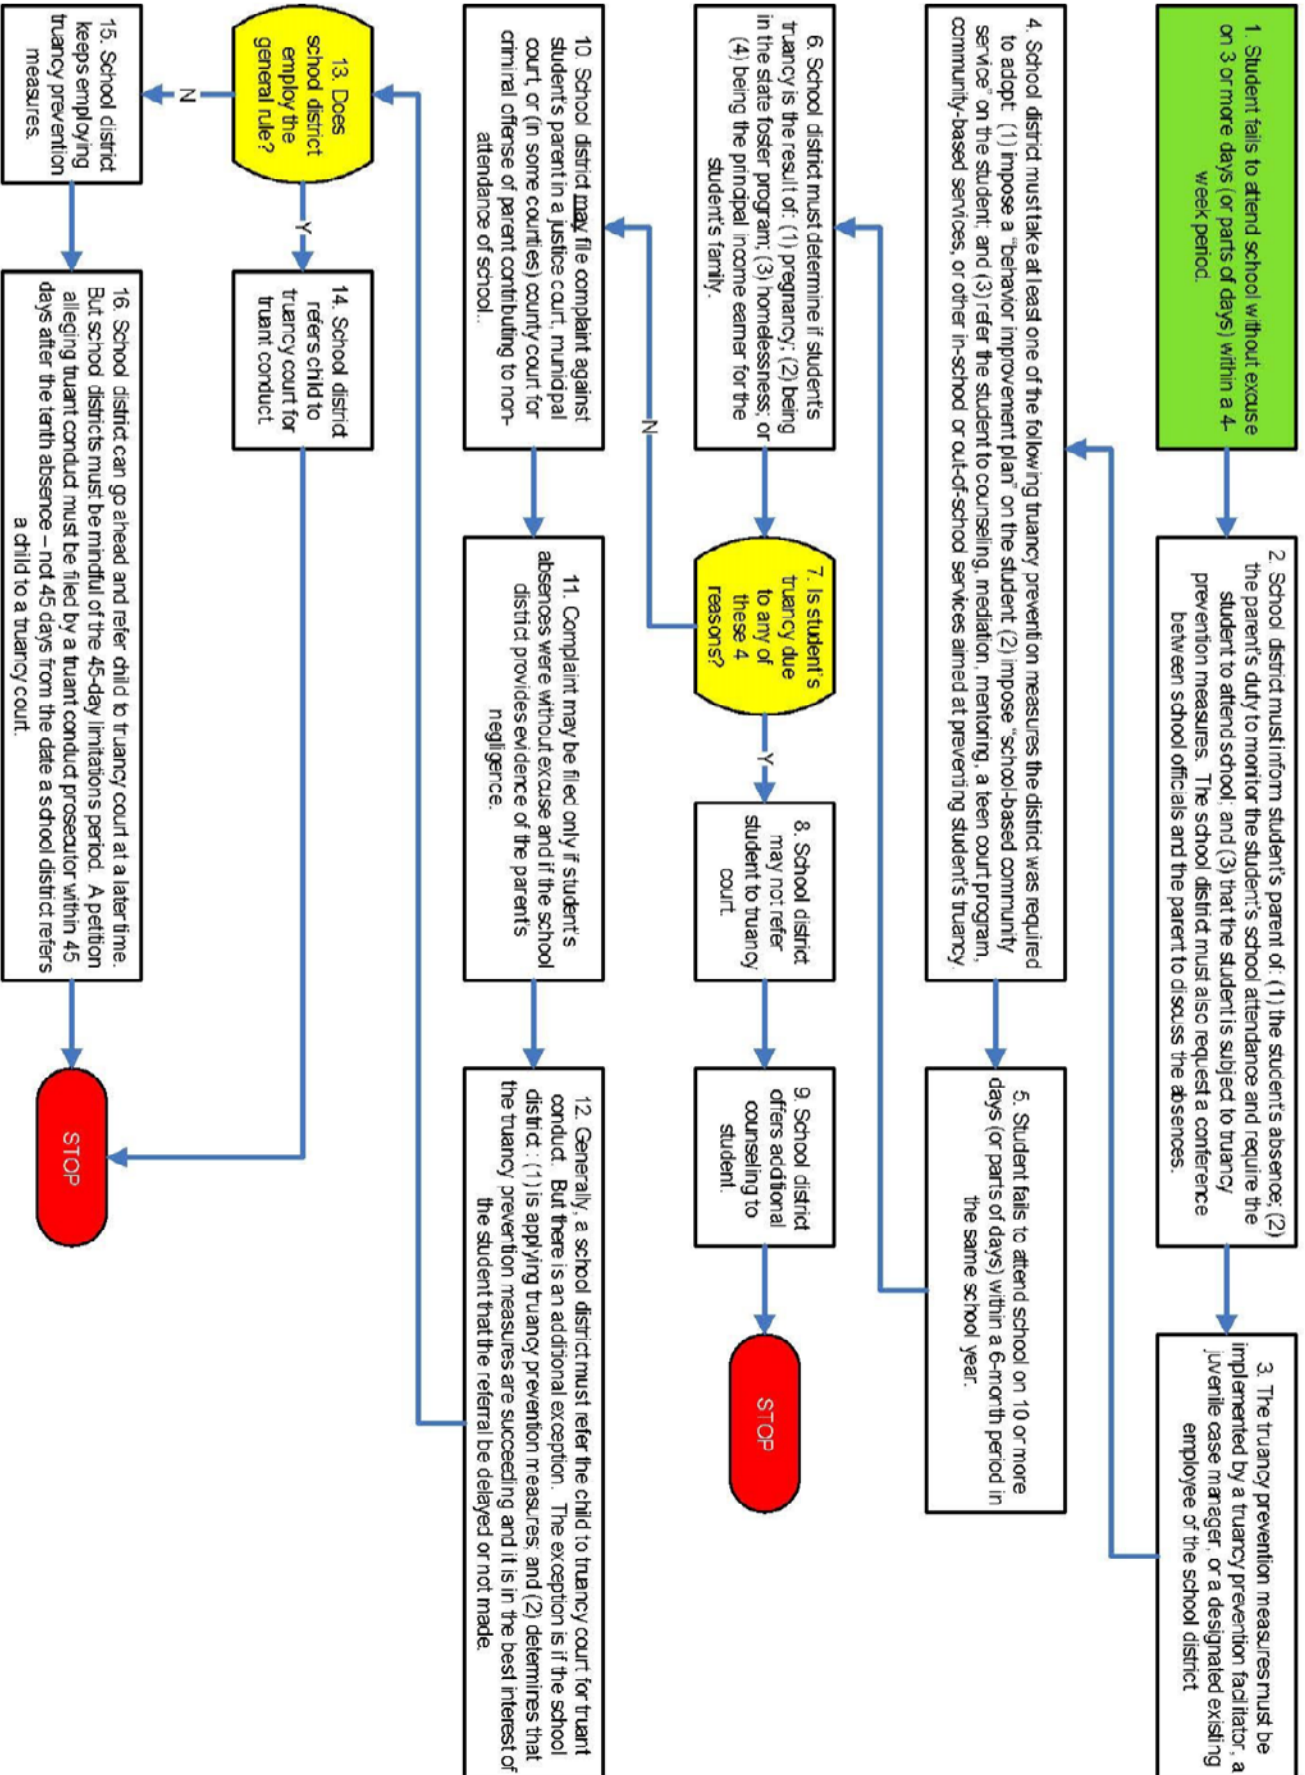 1. Student fails to attend school without excuse
on 3 or more days (or parts of days) within a 4-
week period.
2. School district must inform student's parent of: (1) the student's absence; (2)
the parent's duty to monitor the student's school attendance and require the
student to attend school; and (3) that the student is subject to truancy
prevention measures. The school district must also request a conference
between school officials and the parent to discuss the absences.
3. The truancy prevention measures must be
implemented by a truancy prevention facilitator, a
juvenile case manager, or a designated existing
employee of the school district
4. School district must take at least one of the following truancy prevention measures the district was required
to adopt: (1) impose a "behavior improvement plan" on the student: (2) impose "school-based community
service" on the student; and (3) refer the student to counseling, mediation, mentoring, a teen court program,
community-based services, or other in-school or out-of-school services aimed at preventing student's truancy.
5. Student fails to attend school on 10 or more
days (or parts of days) within a 6-month period in
the same school year.
6. School district must determine if student's
truancy is the result of: (1) pregnancy; (2) being
in the state foster program; (3) homelessness; or
(4) being the principal income earner for the
student's family.
7. Is student's
truancy due
to any of
these 4
reasons?
Y
8. School district
may not refer
student to truancy
court.
9. School district
offers additional
counseling to
student.
STOP
N
10. School district may file complaint against
student's parent in a justice court, municipal
court, or (in some counties) county court for
criminal offense of parent contributing to non-
attendance of school..
11. Complaint may be filed only if student's
absences were without excuse and if the school
district provides evidence of the parent's
negligence.
12. Generally, a school district must refer the child to truancy court for truant
conduct. But there is an additional exception. The exception is if the school
district : (1) is applying truancy prevention measures; and (2) determines that
the truancy prevention measures are succeeding and it is in the best interest of
the student that the referral be delayed or not made.
13. Does
school district
employ the
general rule?
Y
14. School district
refers child to
truancy court for
truant conduct
N
15. School district
keeps employing
truancy prevention
measures.
16. School district can go ahead and refer child to truancy court at a later time.
But school districts must be mindful of the 45-day limitations period. A petition
alleging truant conduct must be filed by a truant conduct prosecutor within 45
days after the tenth absence – not 45 days from the date a school district refers
a child to a truancy court.
STOP